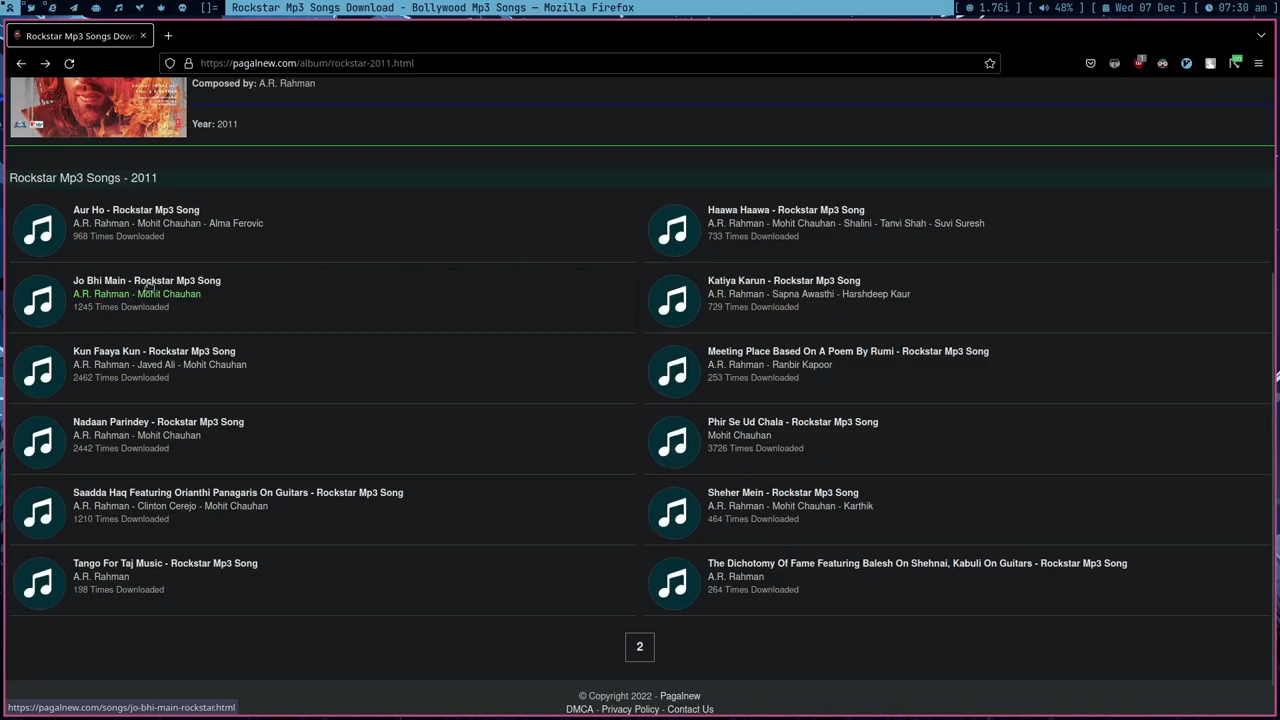 []=
Rockstar Mp3 Songs Download - Bollywood Mp3 Songs — Mozilla Firefox
[ 1.7Gi ]
[ 48% ]
[ Wed 07 Dec ]
[ 07:30 am ]
Rockstar Mp3 Songs Down
https://pagalnew.com/album/rockstar-2011.html
Composed by: A.R. Rahman
Year: 2011
Rockstar Mp3 Songs - 2011
Aur Ho - Rockstar Mp3 Song
A.R. Rahman - Mohit Chauhan - Alma Ferovic
968 Times Downloaded
Haawa Haawa - Rockstar Mp3 Song
A.R. Rahman - Mohit Chauhan - Shalini - Tanvi Shah - Suvi Suresh
733 Times Downloaded
Jo Bhi Main - Rockstar Mp3 Song
A.R. Rahman - Mohit Chauhan
1245 Times Downloaded
Katiya Karun - Rockstar Mp3 Song
A.R. Rahman - Sapna Awasthi - Harshdeep Kaur
729 Times Downloaded
Kun Faaya Kun - Rockstar Mp3 Song
A.R. Rahman - Javed Ali - Mohit Chauhan
2462 Times Downloaded
Meeting Place Based On A Poem By Rumi - Rockstar Mp3 Song
A.R. Rahman - Ranbir Kapoor
253 Times Downloaded
Nadaan Parindey - Rockstar Mp3 Song
A.R. Rahman - Mohit Chauhan
2442 Times Downloaded
Phir Se Ud Chala - Rockstar Mp3 Song
Mohit Chauhan
3726 Times Downloaded
Saadda Haq Featuring Orianthi Panagaris On Guitars - Rockstar Mp3 Song
A.R. Rahman - Clinton Cerejo - Mohit Chauhan
1210 Times Downloaded
Sheher Mein - Rockstar Mp3 Song
A.R. Rahman - Mohit Chauhan - Karthik
464 Times Downloaded
Tango For Taj Music - Rockstar Mp3 Song
A.R. Rahman
198 Times Downloaded
The Dichotomy Of Fame Featuring Balesh On Shehnai, Kabuli On Guitars - Rockstar Mp3 Song
A.R. Rahman
264 Times Downloaded
2
© Copyright 2022 - Pagalnew
DMCA - Privacy Policy - Contact Us
https://pagalnew.com/songs/jo-bhi-main-rockstar.html